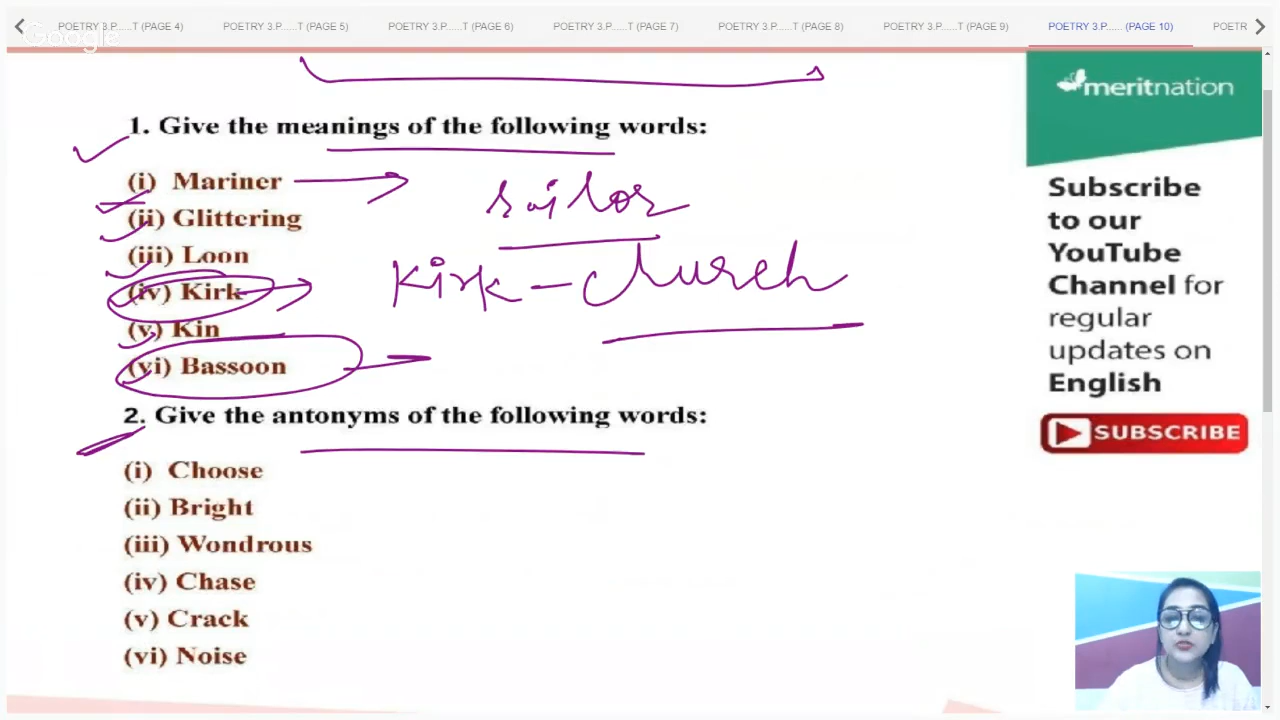 POETRY 3.P......T (PAGE 4) POETRY 3.P......T (PAGE 5) POETRY 3.P......T (PAGE 6) POETRY 3.P......T (PAGE 7) POETRY 3.P......T (PAGE 8) POETRY 3.P......T (PAGE 9) POETRY 3.P...... (PAGE 10) POETR
Google
meritnation
1. Give the meanings of the following words:
(i) Mariner
sailor
(ii) Glittering
(iii) Loon
(iv) Kirk
Kirk - church
(v) Kin
(vi) Bassoon
2. Give the antonyms of the following words:
(i) Choose
(ii) Bright
(iii) Wondrous
(iv) Chase
(v) Crack
(vi) Noise
Subscribe
to our
YouTube
Channel for
regular
updates on
English
SUBSCRIBE